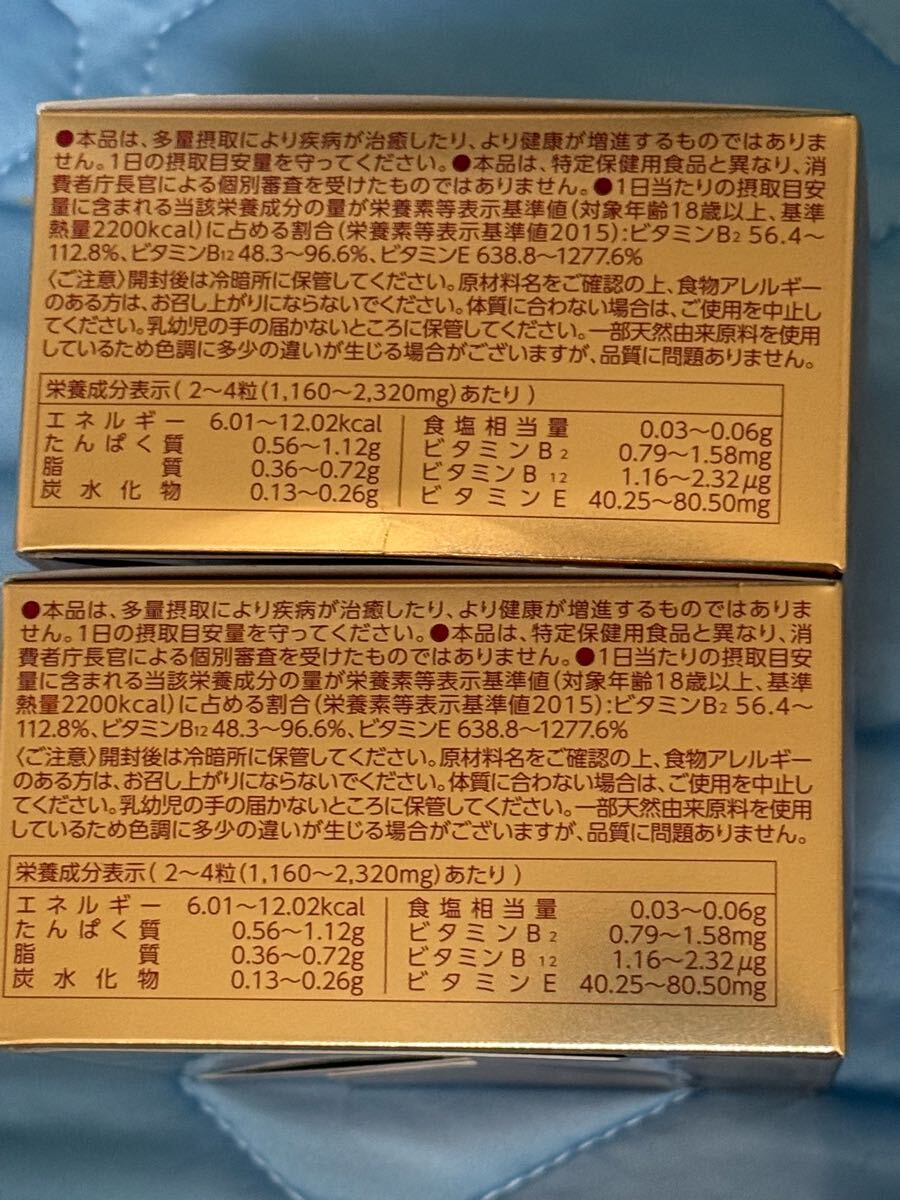 ●本品は、多量摂取により疾病が治癒したり、より健康が増進するものではありま
せん。1日の摂取目安量を守ってください。●本品は、特定保健用食品と異なり、消
費者庁長官による個別審査を受けたものではありません。●1日当たりの摂取目安
量に含まれる当該栄養成分の量が栄養素等表示基準値(対象年齢18歳以上、基準
熱量2200kcal)に占める割合(栄養素等表示基準値2015):ビタミンB2 56.4〜
112.8%、ビタミンB12 48.3〜96.6%、ビタミンE 638.8〜1277.6%
〈ご注意〉開封後は冷暗所に保管してください。原材料名をご確認の上、食物アレルギー
のある方は、お召し上がりにならないでください。体質に合わない場合は、ご使用を中止し
てください。乳幼児の手の届かないところに保管してください。一部天然由来原料を使用
しているため色調に多少の違いが生じる場合がございますが、品質に問題ありません。
栄養成分表示(2〜4粒(1,160〜2,320mg)あたり)
エネルギー 6.01〜12.02kcal
たんぱく質 0.56〜1.12g
脂質 0.36〜0.72g
炭水化物 0.13〜0.26g
食塩相当量 0.03〜0.06g
ビタミンB2 0.79〜1.58mg
ビタミンB12 1.16〜2.32μg
ビタミンE 40.25〜80.50mg
●本品は、多量摂取により疾病が治癒したり、より健康が増進するものではありま
せん。1日の摂取目安量を守ってください。●本品は、特定保健用食品と異なり、消
費者庁長官による個別審査を受けたものではありません。●1日当たりの摂取目安
量に含まれる当該栄養成分の量が栄養素等表示基準値(対象年齢18歳以上、基準
熱量2200kcal)に占める割合(栄養素等表示基準値2015):ビタミンB2 56.4〜
112.8%、ビタミンB12 48.3〜96.6%、ビタミンE 638.8〜1277.6%
〈ご注意〉開封後は冷暗所に保管してください。原材料名をご確認の上、食物アレルギー
のある方は、お召し上がりにならないでください。体質に合わない場合は、ご使用を中止し
てください。乳幼児の手の届かないところに保管してください。一部天然由来原料を使用
しているため色調に多少の違いが生じる場合がございますが、品質に問題ありません。
栄養成分表示(2〜4粒(1,160〜2,320mg)あたり)
エネルギー 6.01〜12.02kcal
たんぱく質 0.56〜1.12g
脂質 0.36〜0.72g
炭水化物 0.13〜0.26g
食塩相当量 0.03〜0.06g
ビタミンB2 0.79〜1.58mg
ビタミンB12 1.16〜2.32μg
ビタミンE 40.25〜80.50mg